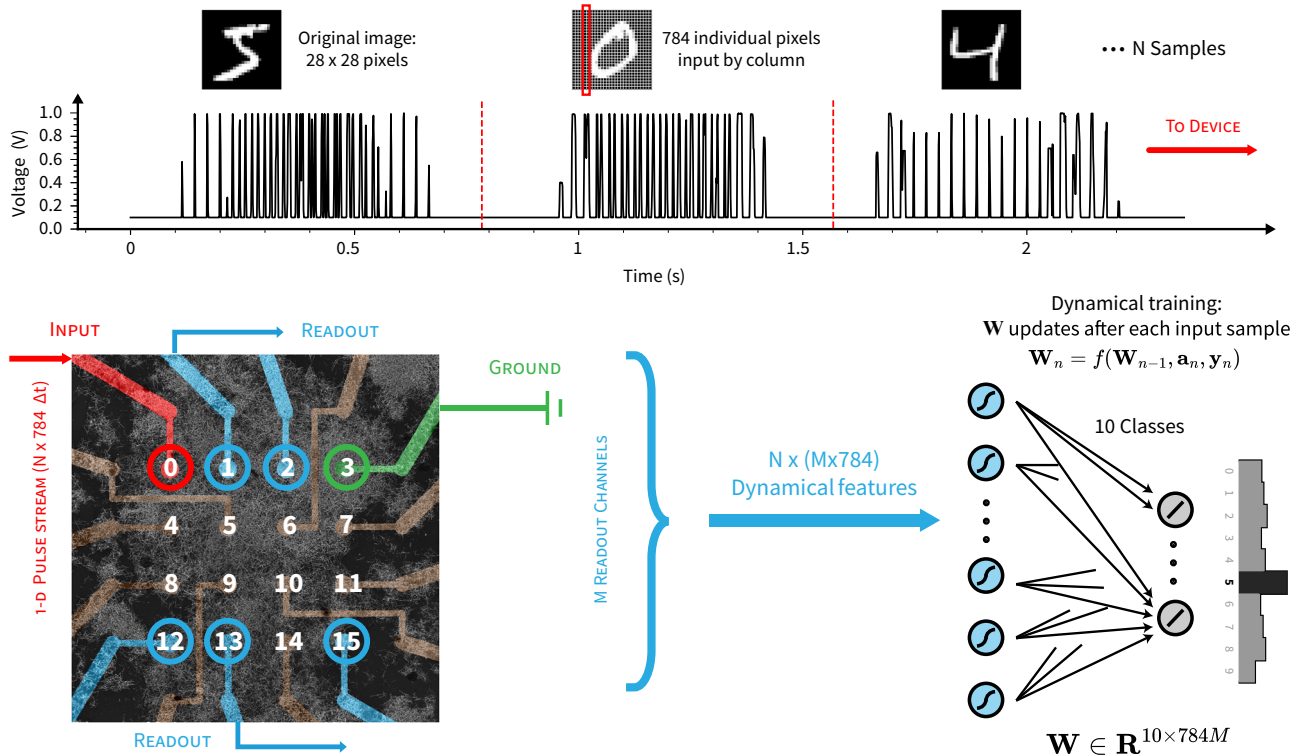 Original image:
28 x 28 pixels
784 individual pixels
input by column
••• N Samples
Voltage (V)
1.0
0.8
0.6
0.4
0.2
0.0
To Device
0
0.5
1
1.5
2
Time (s)
Input
Readout
Ground
1-D Pulse stream (N x 784 Δt)
0
1
2
3
4
5
6
7
8
9
10
11
12
13
14
15
Readout
M Readout Channels
N x (Mx784)
Dynamical features
Dynamical training:
W updates after each input sample
Wₙ = f(Wₙ₋₁, aₙ, yₙ)
10 Classes
0
1
2
3
4
5
6
7
8
9
W ∈ R^{10×784M}